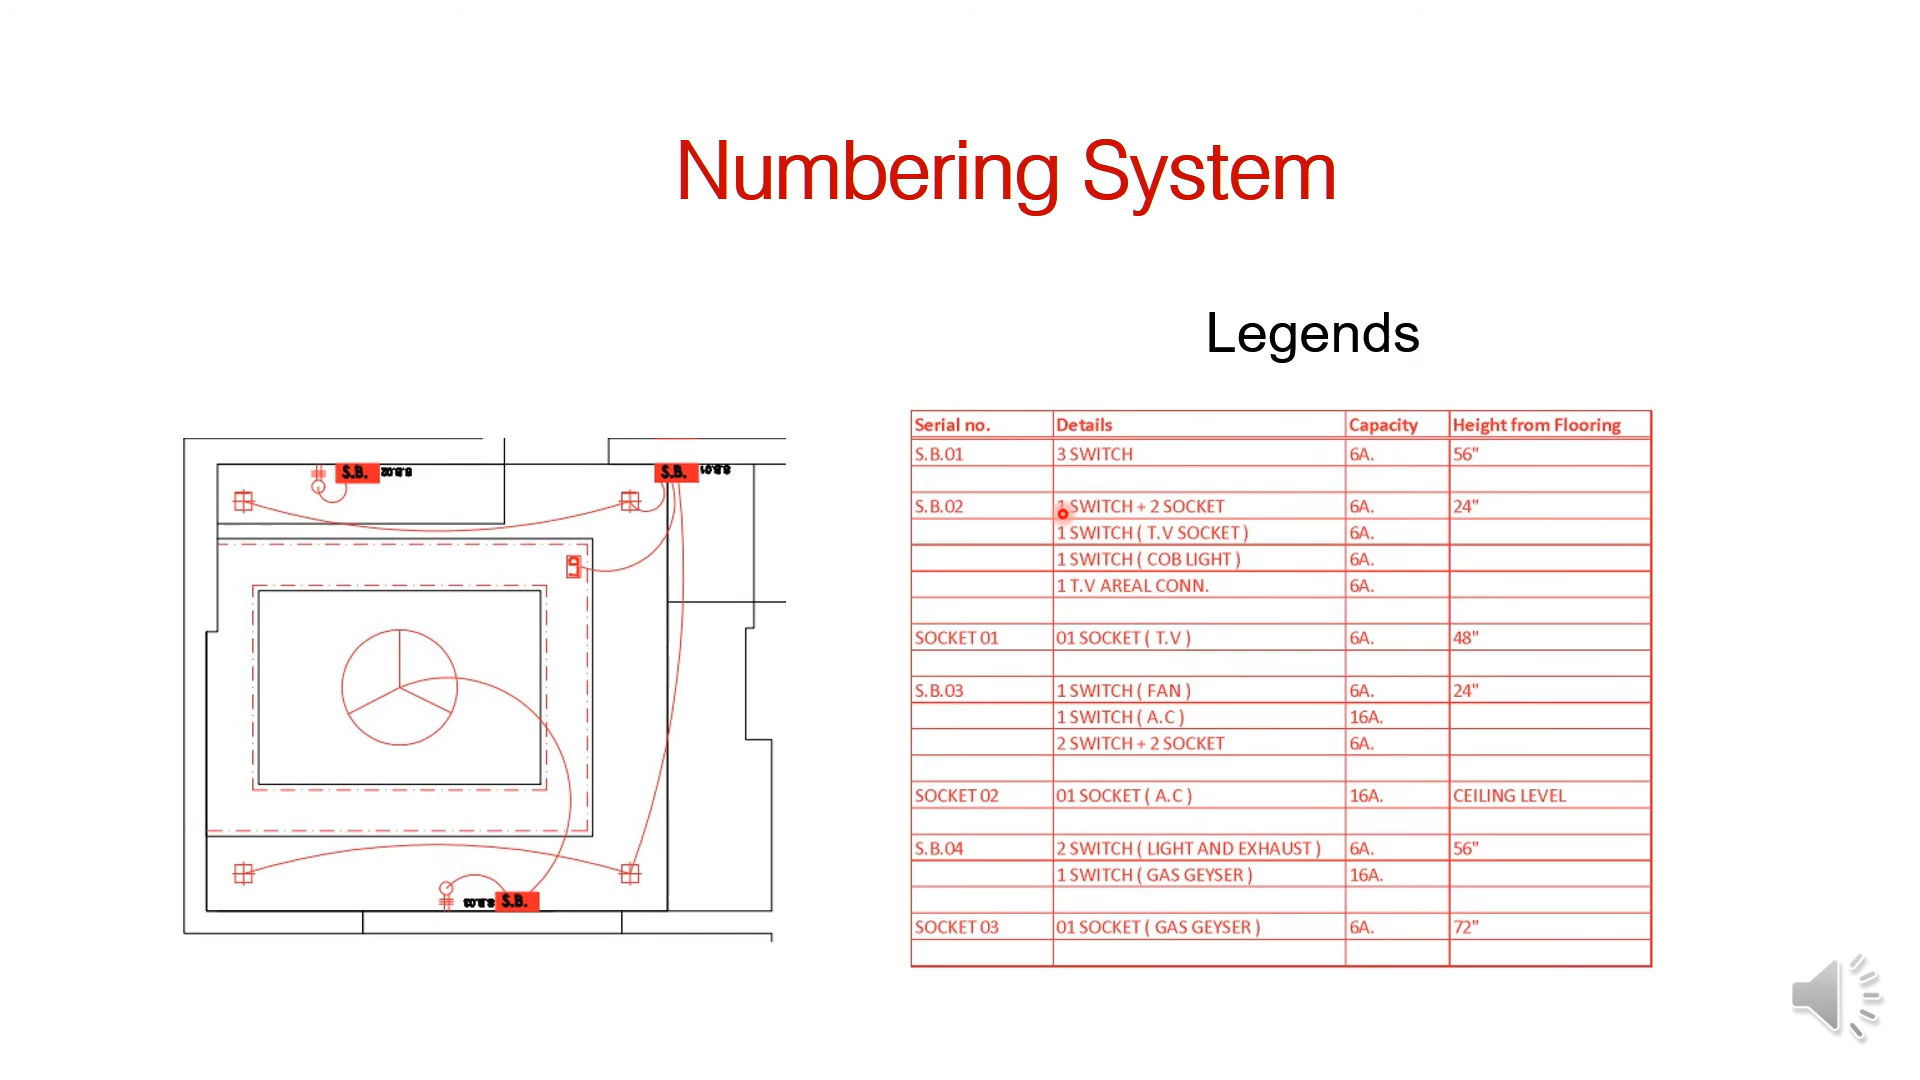 Numbering System
Legends
S.B. S.B.02
S.B. S.B.01
LD
S.B.03 S.B.
Serial no. Details Capacity Height from Flooring
S.B.01 3 SWITCH 6A. 56"
S.B.02 1 SWITCH + 2 SOCKET 6A. 24"
1 SWITCH ( T.V SOCKET ) 6A.
1 SWITCH ( COB LIGHT ) 6A.
1 T.V AREAL CONN. 6A.
SOCKET 01 01 SOCKET ( T.V ) 6A. 48"
S.B.03 1 SWITCH ( FAN ) 6A. 24"
1 SWITCH ( A.C ) 16A.
2 SWITCH + 2 SOCKET 6A.
SOCKET 02 01 SOCKET ( A.C ) 16A. CEILING LEVEL
S.B.04 2 SWITCH ( LIGHT AND EXHAUST ) 6A. 56"
1 SWITCH ( GAS GEYSER ) 16A.
SOCKET 03 01 SOCKET ( GAS GEYSER ) 6A. 72"